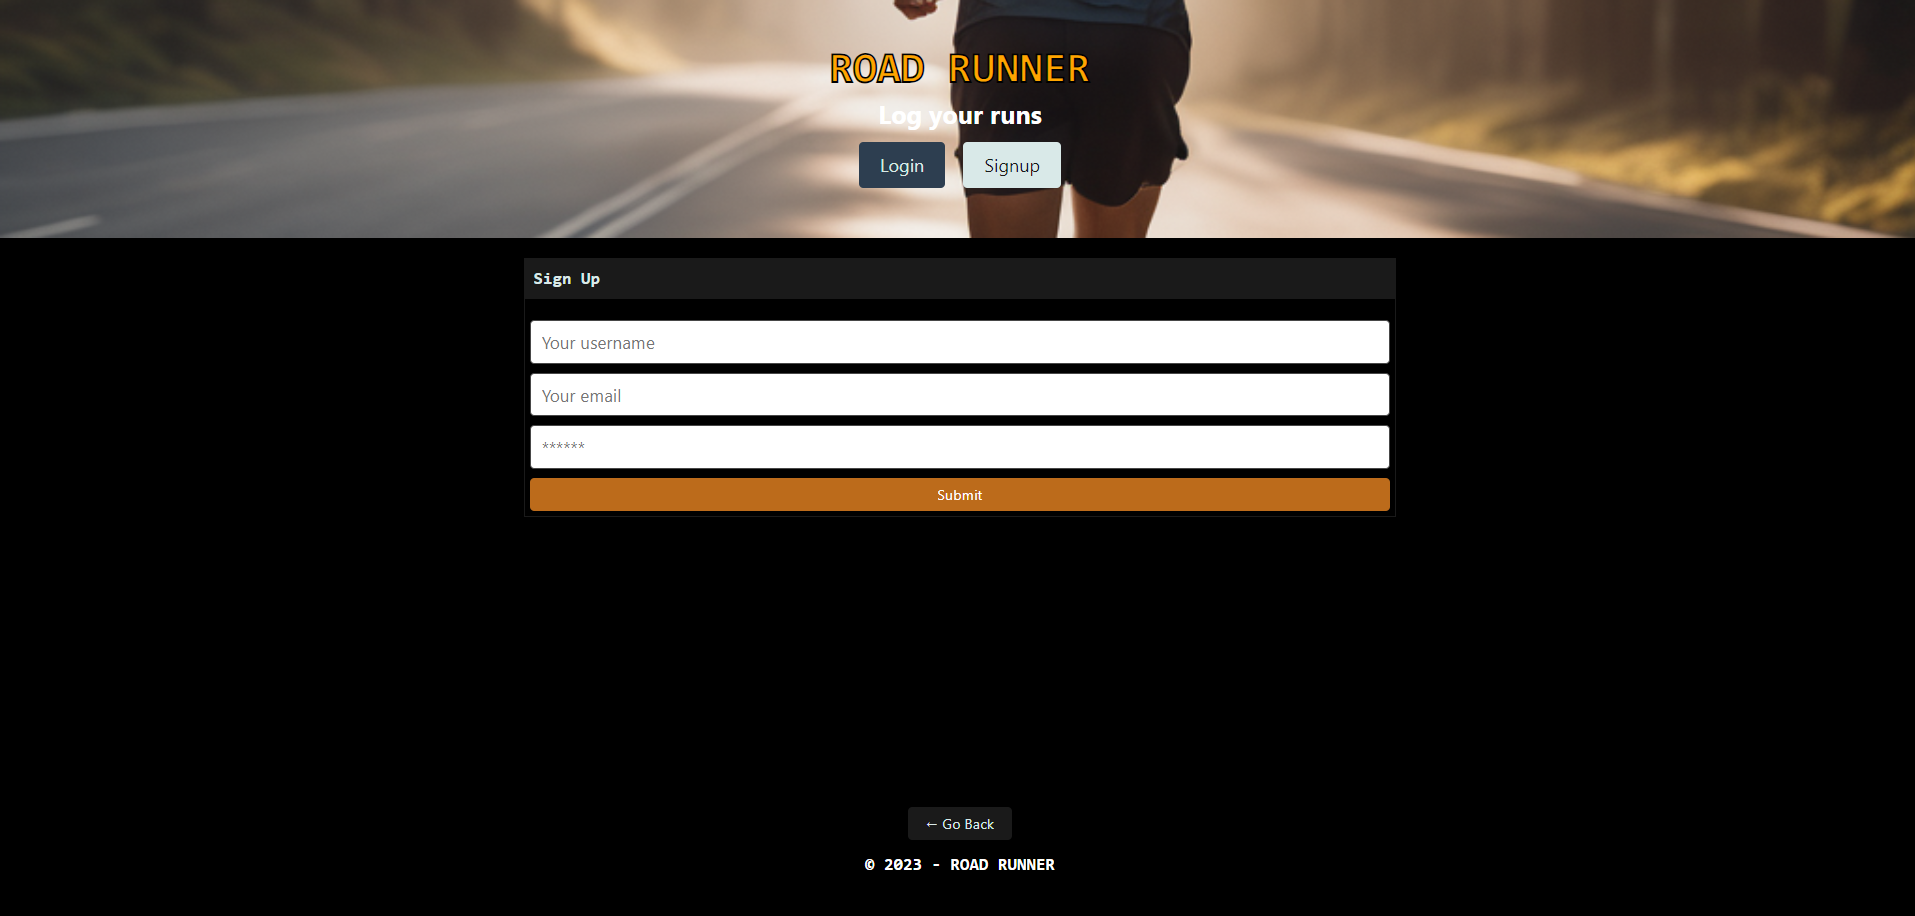 ROAD RUNNER
Log your runs
Login Signup
Sign Up
Your username
Your email
******
Submit
← Go Back
© 2023 - ROAD RUNNER